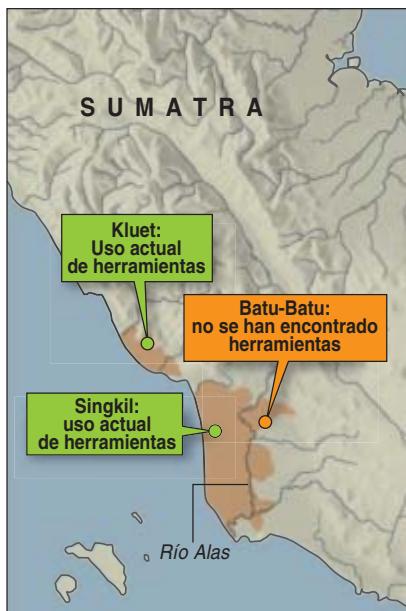 SUMATRA
Kluet:
Uso actual
de herramientas
Batu-Batu:
no se han encontrado
herramientas
Singkil:
uso actual
de herramientas
Río Alas